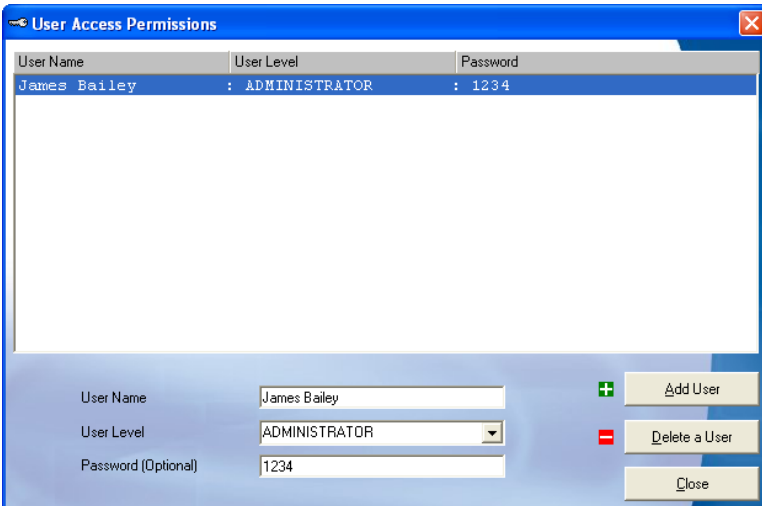 User Access Permissions
User Name User Level Password
James Bailey : ADMINISTRATOR : 1234
User Name James Bailey Add User
User Level ADMINISTRATOR Delete a User
Password (Optional) 1234
Close